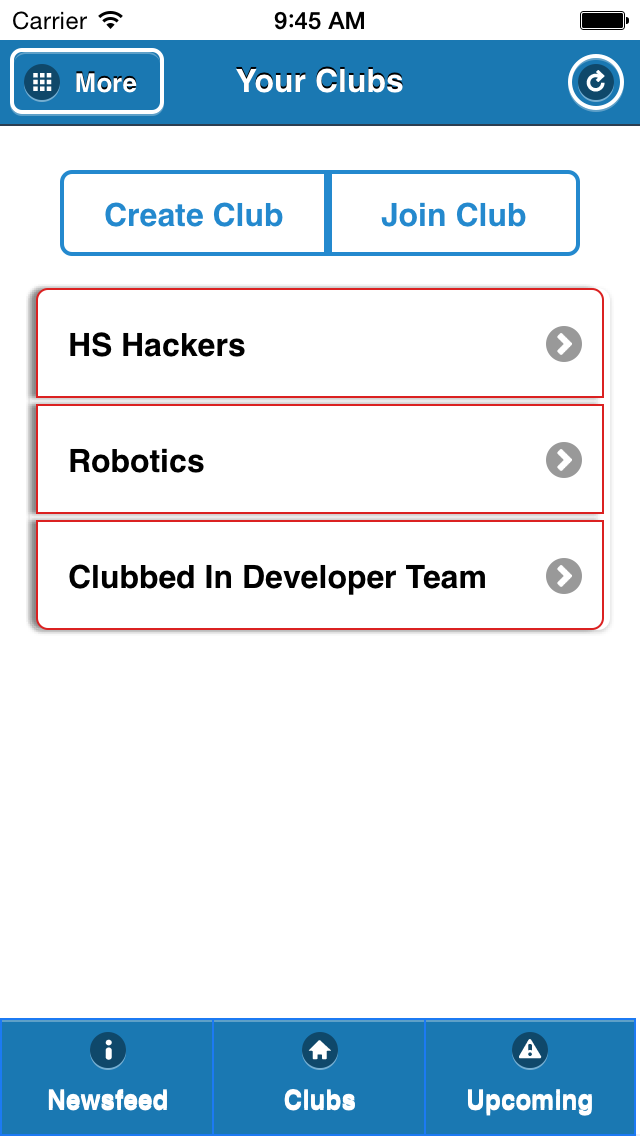 Carrier 9:45 AM
More Your Clubs
Create Club Join Club
HS Hackers
Robotics
Clubbed In Developer Team
Newsfeed Clubs Upcoming